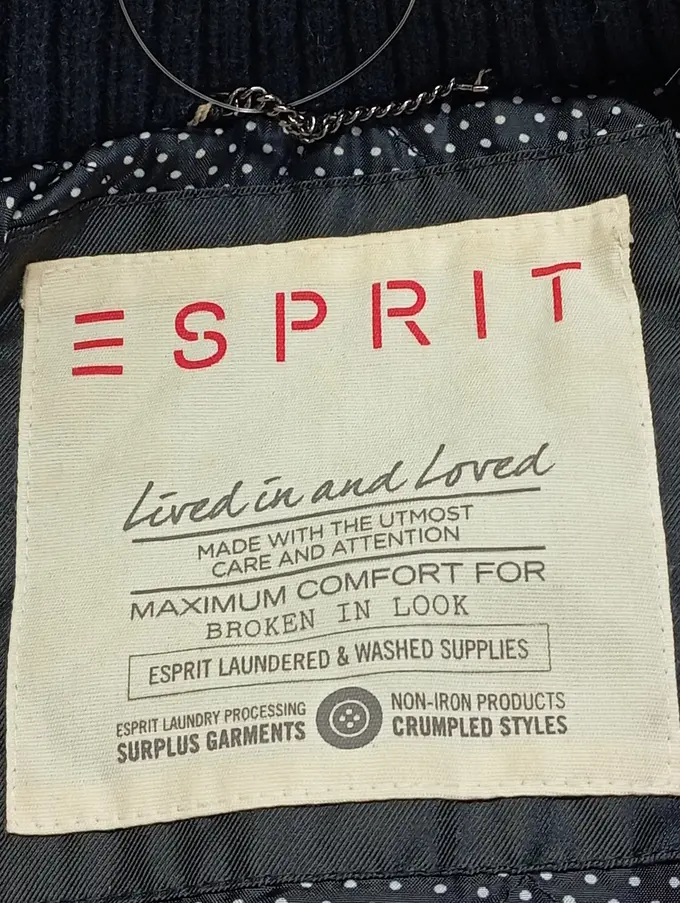 ESPRIT
Lived in and Loved
MADE WITH THE UTMOST
CARE AND ATTENTION
MAXIMUM COMFORT FOR
BROKEN IN LOOK
ESPRIT LAUNDERED & WASHED SUPPLIES
ESPRIT LAUNDRY PROCESSING
SURPLUS GARMENTS
NON-IRON PRODUCTS
CRUMPLED STYLES